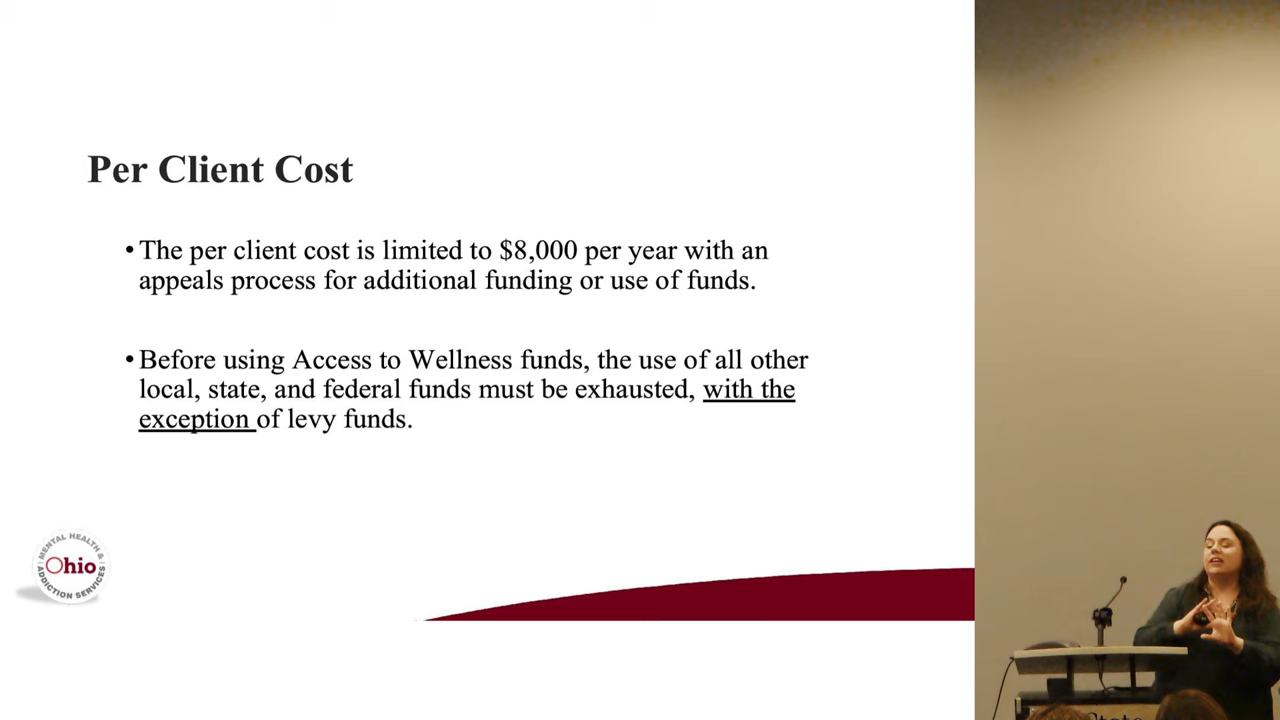 Per Client Cost
• The per client cost is limited to $8,000 per year with an
appeals process for additional funding or use of funds.
• Before using Access to Wellness funds, the use of all other
local, state, and federal funds must be exhausted, with the
exception of levy funds.
MENTAL HEALTH &
Ohio
ADDICTION SERVICES
State